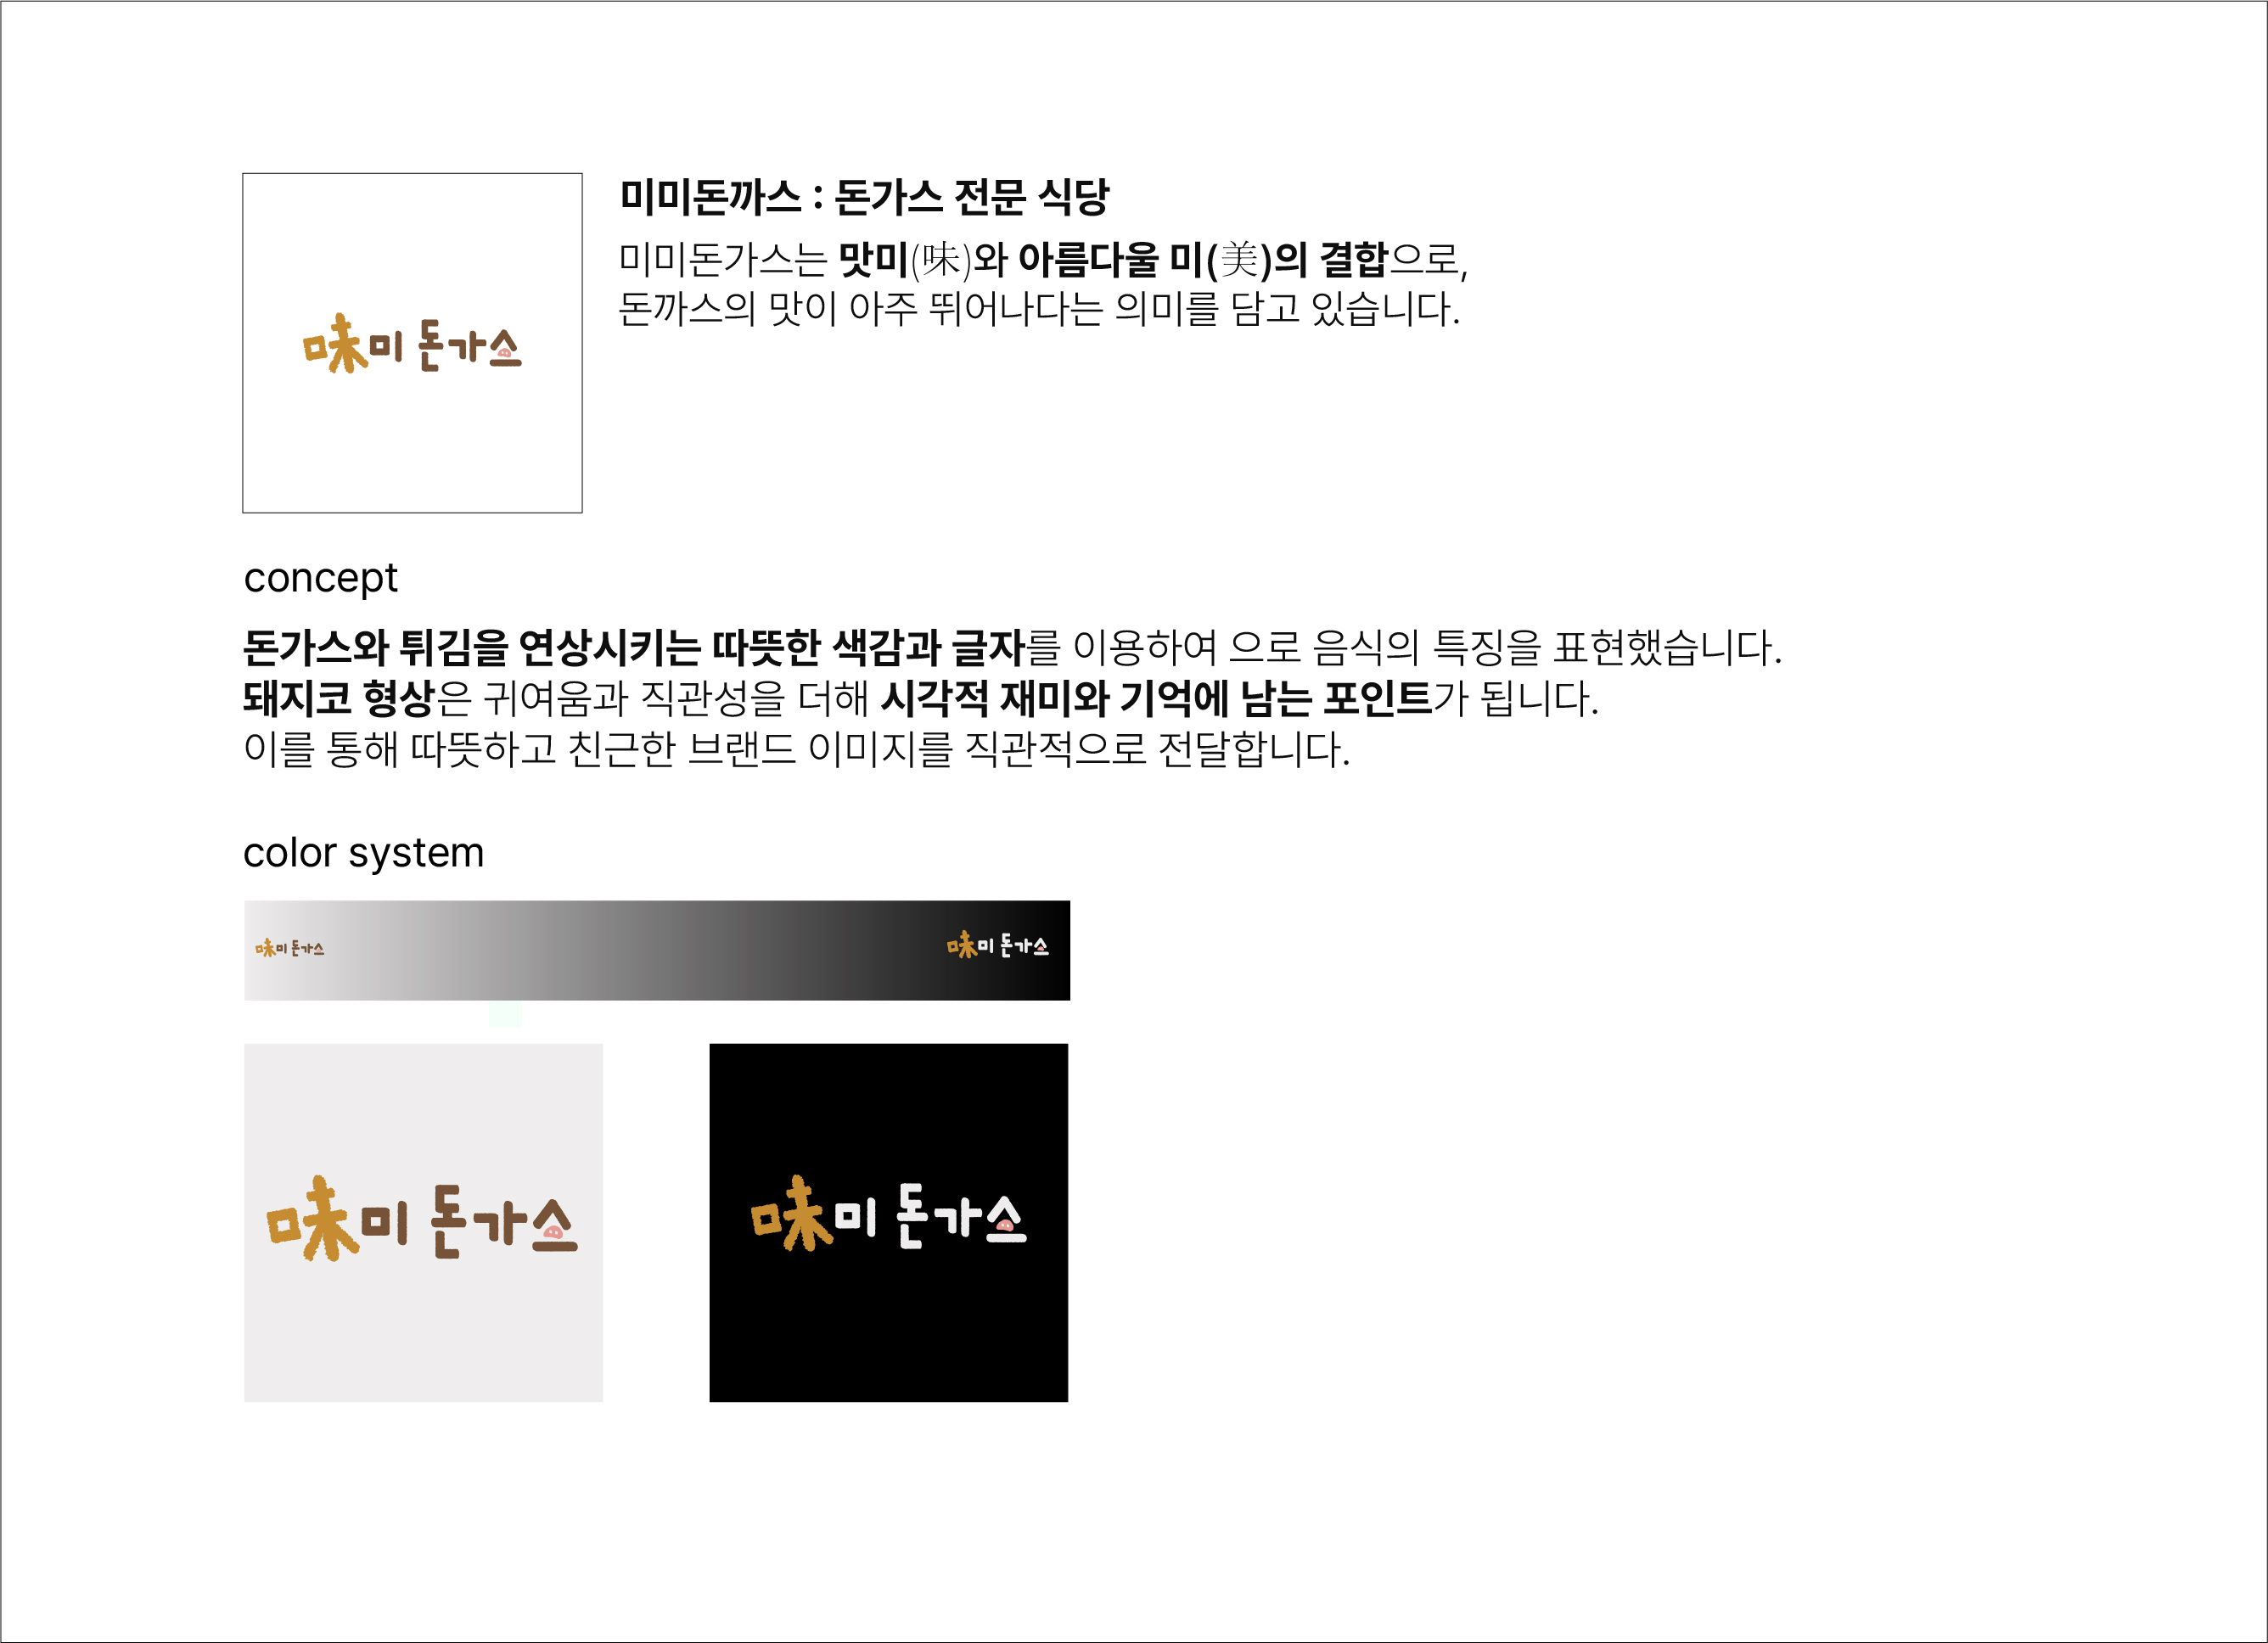 味미 돈가스
미미돈까스 : 돈가스 전문 식당
미미돈가스는 맛미(味)와 아름다울 미(美)의 결합으로,
돈까스의 맛이 아주 뛰어나다는 의미를 담고 있습니다.
concept
돈가스와 튀김을 연상시키는 따뜻한 색감과 글자를 이용하여 으로 음식의 특징을 표현했습니다.
돼지코 형상은 귀여움과 직관성을 더해 시각적 재미와 기억에 남는 포인트가 됩니다.
이를 통해 따뜻하고 친근한 브랜드 이미지를 직관적으로 전달합니다.
color system
味미 돈가스
味미 돈가스
味미 돈가스
味미 돈가스